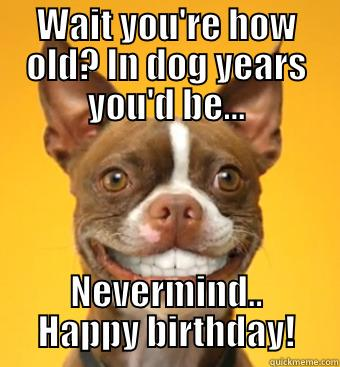 Wait you're how
old? In dog years
you'd be...
Nevermind..
Happy birthday!
quickmeme.com